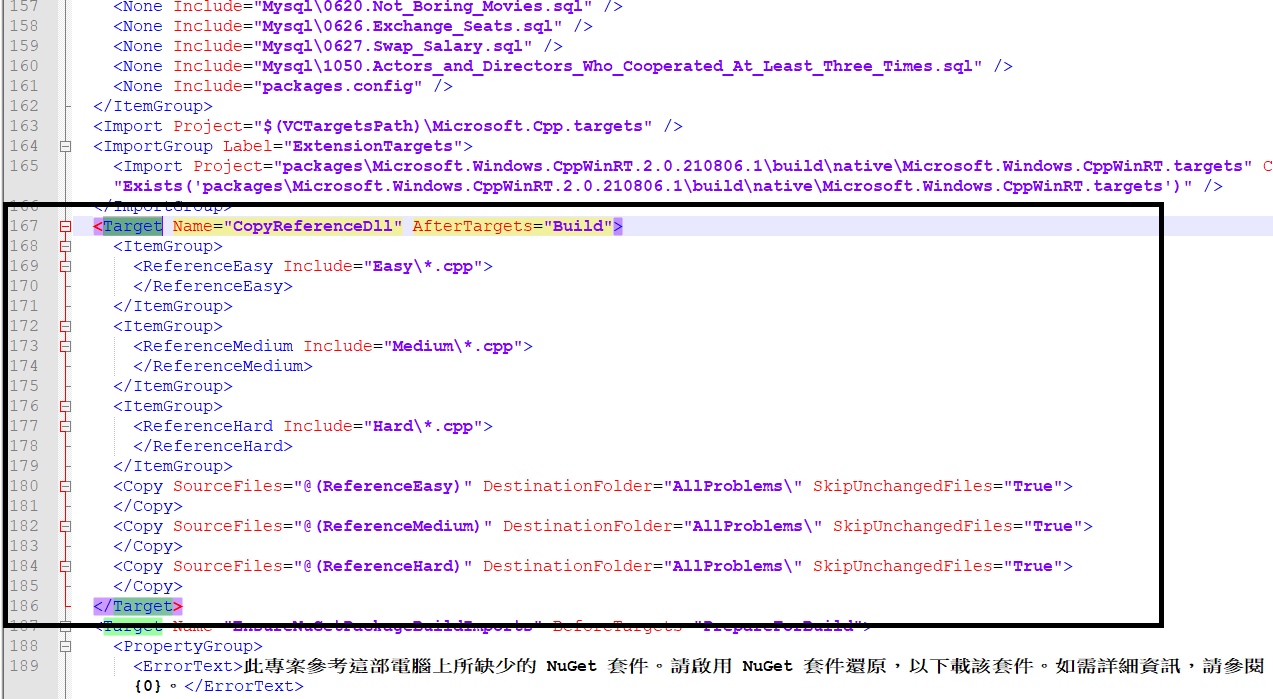 157 <None Include="Mysql\0620.Not_Boring_Movies.sql" />
158 <None Include="Mysql\0626.Exchange_Seats.sql" />
159 <None Include="Mysql\0627.Swap_Salary.sql" />
160 <None Include="Mysql\1050.Actors_and_Directors_Who_Cooperated_At_Least_Three_Times.sql" />
161 <None Include="packages.config" />
162 </ItemGroup>
163 <Import Project="$(VCTargetsPath)\Microsoft.Cpp.targets" />
164 <ImportGroup Label="ExtensionTargets">
165 <Import Project="packages\Microsoft.Windows.CppWinRT.2.0.210806.1\build\native\Microsoft.Windows.CppWinRT.targets" C
"Exists('packages\Microsoft.Windows.CppWinRT.2.0.210806.1\build\native\Microsoft.Windows.CppWinRT.targets')" />
166 </ImportGroup>
167 <Target Name="CopyReferenceDll" AfterTargets="Build">
168 <ItemGroup>
169 <ReferenceEasy Include="Easy\*.cpp">
170 </ReferenceEasy>
171 </ItemGroup>
172 <ItemGroup>
173 <ReferenceMedium Include="Medium\*.cpp">
174 </ReferenceMedium>
175 </ItemGroup>
176 <ItemGroup>
177 <ReferenceHard Include="Hard\*.cpp">
178 </ReferenceHard>
179 </ItemGroup>
180 <Copy SourceFiles="@(ReferenceEasy)" DestinationFolder="AllProblems\" SkipUnchangedFiles="True">
181 </Copy>
182 <Copy SourceFiles="@(ReferenceMedium)" DestinationFolder="AllProblems\" SkipUnchangedFiles="True">
183 </Copy>
184 <Copy SourceFiles="@(ReferenceHard)" DestinationFolder="AllProblems\" SkipUnchangedFiles="True">
185 </Copy>
186 </Target>
187 <Target Name="EnsureNuGetPackageBuildImports" BeforeTargets="PrepareForBuild">
188 <PropertyGroup>
189 <ErrorText>此專案參考這部電腦上所缺少的 NuGet 套件。請啟用 NuGet 套件還原，以下載該套件。如需詳細資訊，請參閱
{0}。</ErrorText>